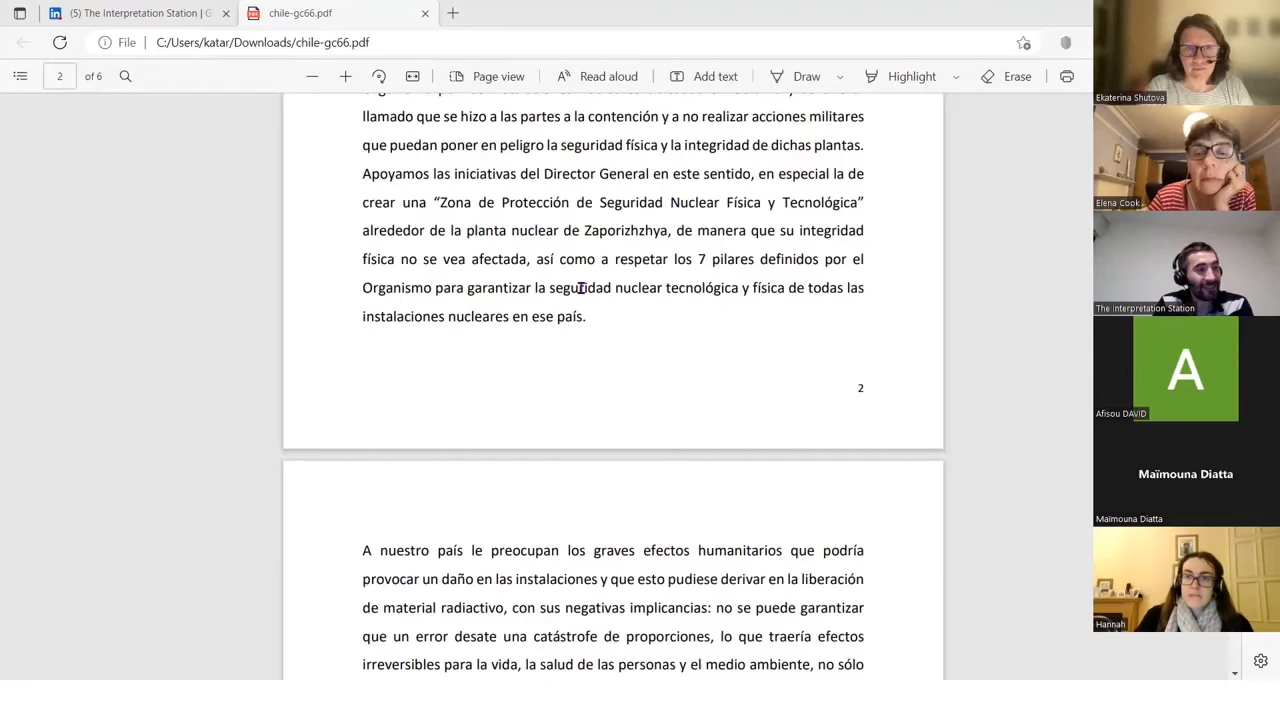 (5) The Interpretation Station | G
chile-gc66.pdf
File C:/Users/katar/Downloads/chile-gc66.pdf
2 of 6 Page view Read aloud Add text Draw Highlight Erase
llamado que se hizo a las partes a la contención y a no realizar acciones militares
que puedan poner en peligro la seguridad física y la integridad de dichas plantas.
Apoyamos las iniciativas del Director General en este sentido, en especial la de
crear una “Zona de Protección de Seguridad Nuclear Física y Tecnológica”
alrededor de la planta nuclear de Zaporizhzhya, de manera que su integridad
física no se vea afectada, así como a respetar los 7 pilares definidos por el
Organismo para garantizar la seguridad nuclear tecnológica y física de todas las
instalaciones nucleares en ese país.
2
A nuestro país le preocupan los graves efectos humanitarios que podría
provocar un daño en las instalaciones y que esto pudiese derivar en la liberación
de material radiactivo, con sus negativas implicancias: no se puede garantizar
que un error desate una catástrofe de proporciones, lo que traería efectos
irreversibles para la vida, la salud de las personas y el medio ambiente, no sólo
Ekaterina Shutova
Elena Cook
The Interpretation Station
A
Afisou DAVID
Maïmouna Diatta
Maïmouna Diatta
Hannah